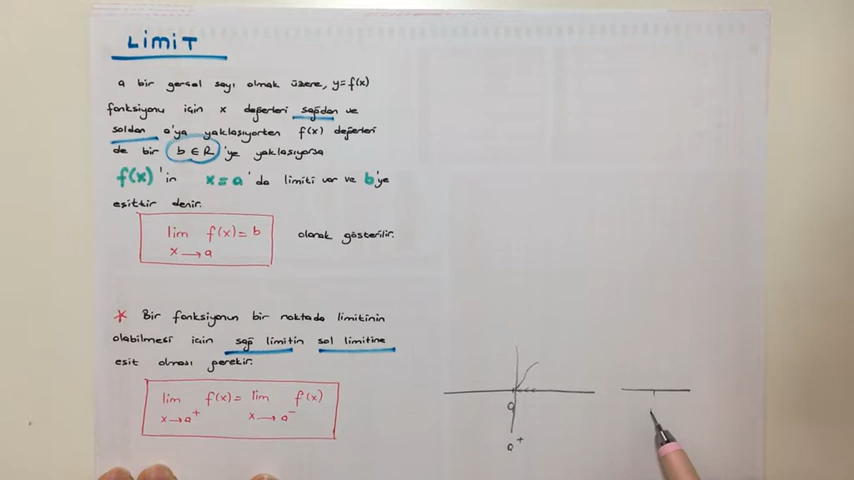 LİMİT
a bir gerçel sayı olmak üzere, y=f(x)
fonksiyonu için x değerleri sağdan ve
soldan a'ya yaklaşıyorken f(x) değerleri
de bir b ∈ R 'ye yaklaşıyorsa
f(x)'in x=a'da limiti var ve b'ye
eşittir denir.
lim f(x) = b olarak gösterilir.
x → a
* Bir fonksiyonun bir noktada limitinin
olabilmesi için sağ limitin sol limitine
eşit olması gerekir.
lim f(x) = lim f(x)
x → a⁺ x → a⁻
a
a⁺